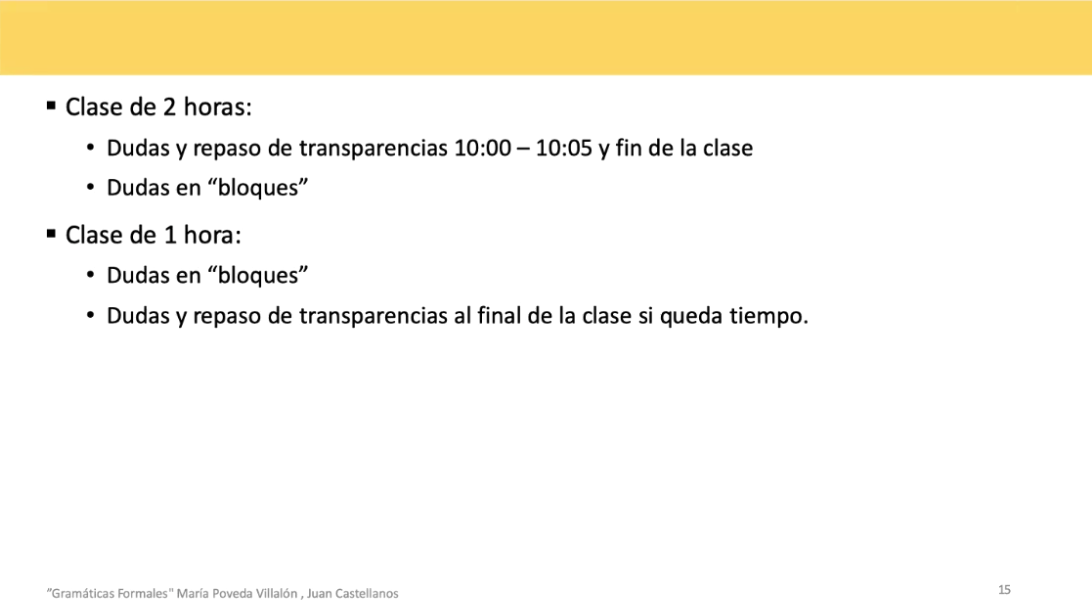 ▪ Clase de 2 horas:
• Dudas y repaso de transparencias 10:00 – 10:05 y fin de la clase
• Dudas en “bloques”
▪ Clase de 1 hora:
• Dudas en “bloques”
• Dudas y repaso de transparencias al final de la clase si queda tiempo.
”Gramáticas Formales" María Poveda Villalón , Juan Castellanos
15